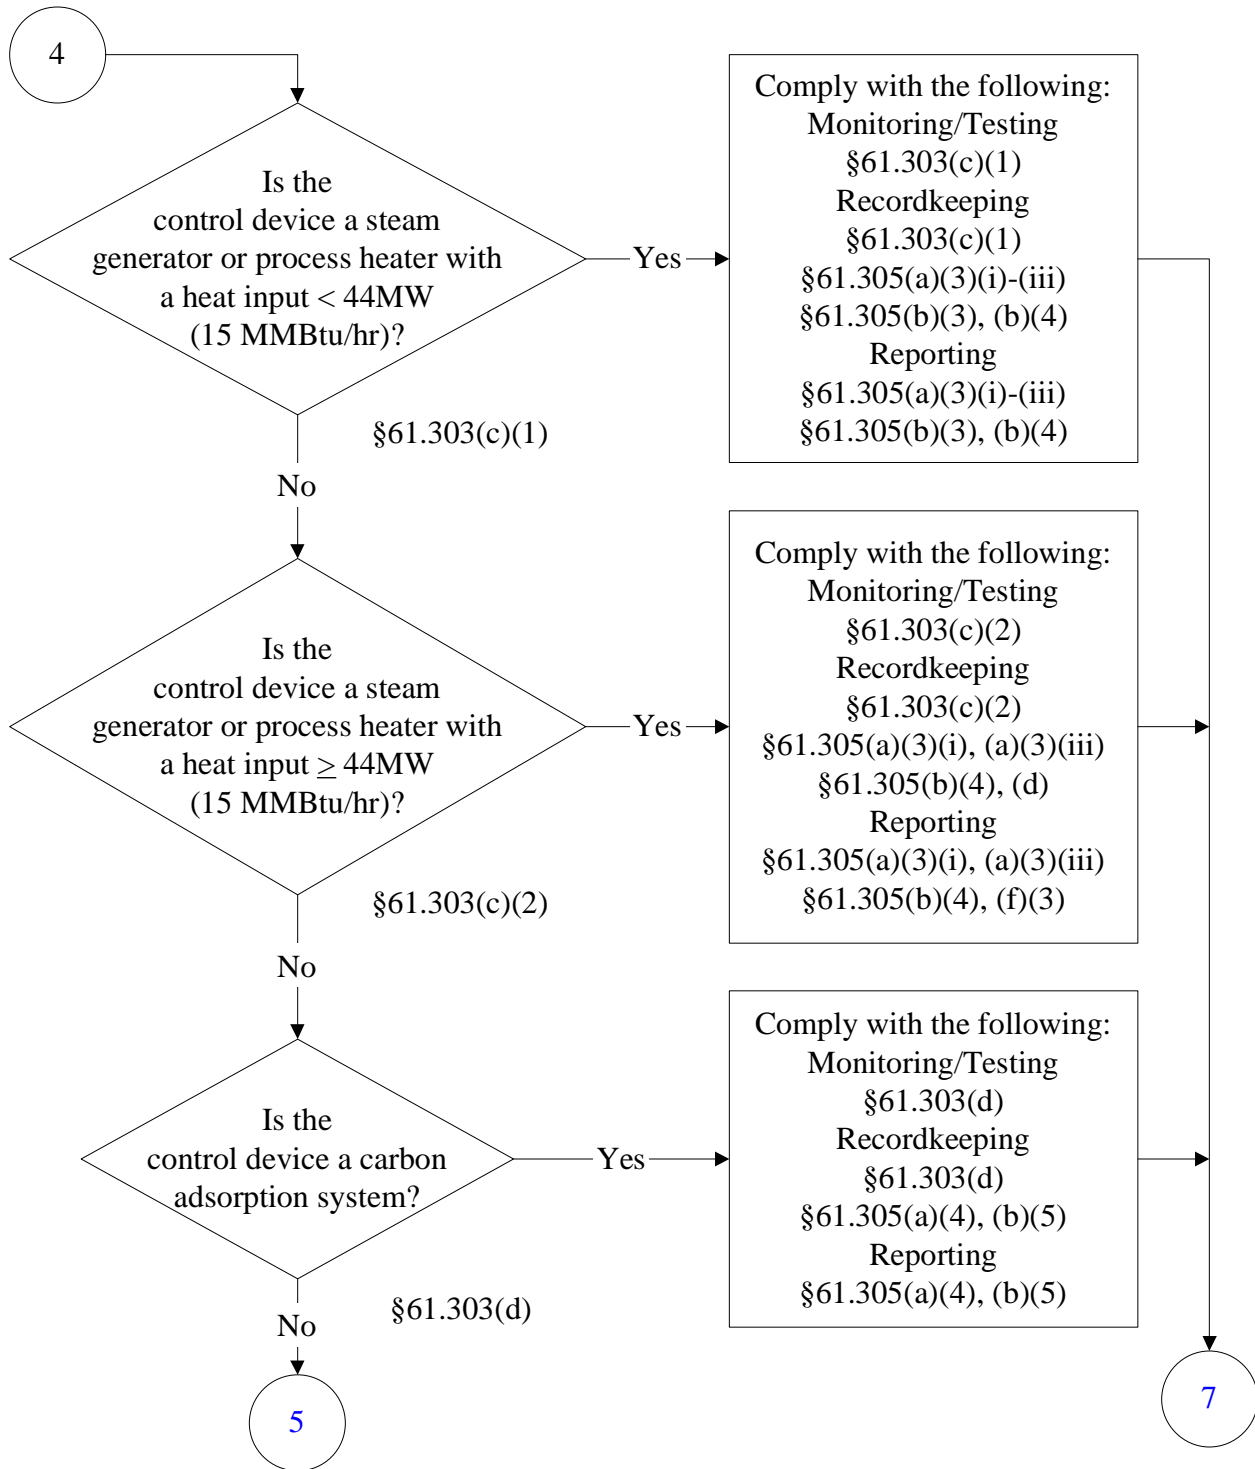 4
Is the
control device a steam
generator or process heater with
a heat input < 44MW
(15 MMBtu/hr)?
Yes
Comply with the following:
Monitoring/Testing
§61.303(c)(1)
Recordkeeping
§61.303(c)(1)
§61.305(a)(3)(i)-(iii)
§61.305(b)(3), (b)(4)
Reporting
§61.305(a)(3)(i)-(iii)
§61.305(b)(3), (b)(4)
§61.303(c)(1)
No
Is the
control device a steam
generator or process heater with
a heat input ≥ 44MW
(15 MMBtu/hr)?
Yes
Comply with the following:
Monitoring/Testing
§61.303(c)(2)
Recordkeeping
§61.303(c)(2)
§61.305(a)(3)(i), (a)(3)(iii)
§61.305(b)(4), (d)
Reporting
§61.305(a)(3)(i), (a)(3)(iii)
§61.305(b)(4), (f)(3)
§61.303(c)(2)
No
Is the
control device a carbon
adsorption system?
Yes
Comply with the following:
Monitoring/Testing
§61.303(d)
Recordkeeping
§61.303(d)
§61.305(a)(4), (b)(5)
Reporting
§61.305(a)(4), (b)(5)
§61.303(d)
No
5
7